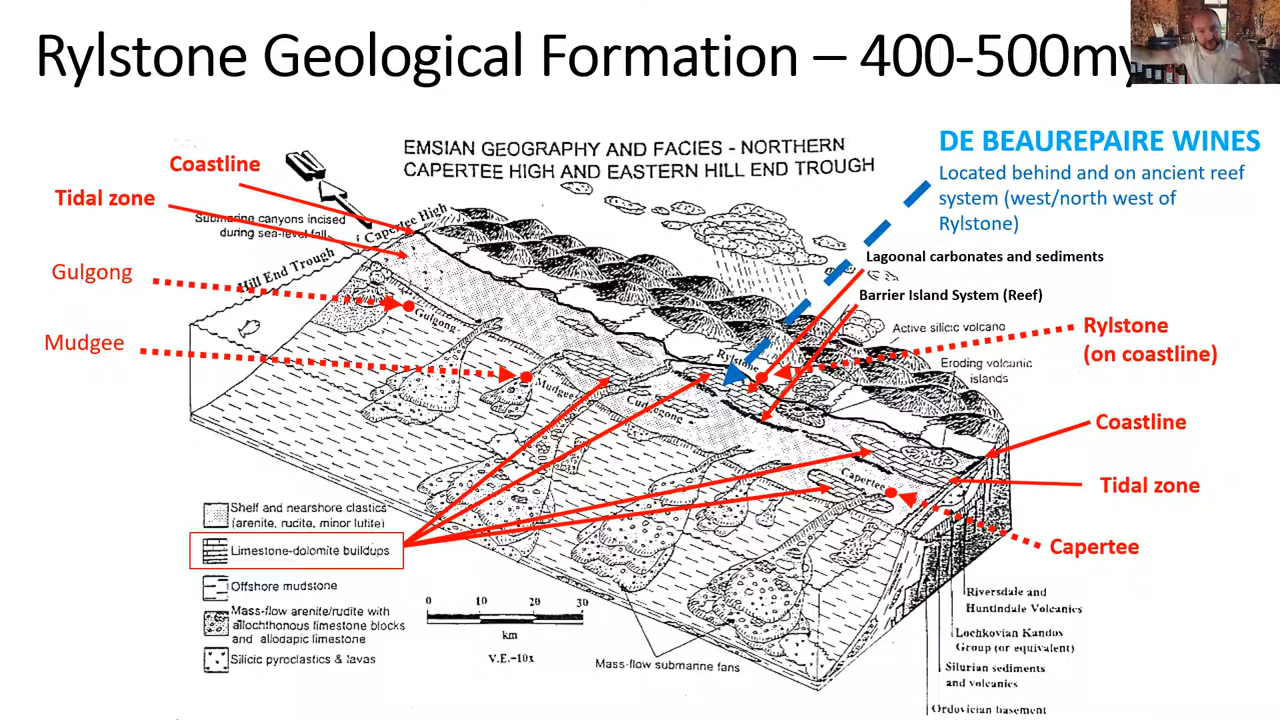 Rylstone Geological Formation – 400-500my
EMSIAN GEOGRAPHY AND FACIES - NORTHERN
CAPERTEE HIGH AND EASTERN HILL END TROUGH
DE BEAUREPAIRE WINES
Located behind and on ancient reef
system (west/north west of
Rylstone)
Coastline
Tidal zone
Submarine canyons incised
during sea-level fall
Capertee High
Hill End Trough
Gulgong
Gulgong
Mudgee
Mudgee
Lagoonal carbonates and sediments
Barrier Island System (Reef)
Active silicic volcano
Eroding volcanic
islands
Rylstone
(on coastline)
Rylstone
Cudgegong
Coastline
Tidal zone
Capertee
Capertee
Shelf and nearshore clastics
(arenite, rudite, minor lutite)
Limestone-dolomite buildups
Offshore mudstone
Mass-flow arenite/rudite with
allochthonous limestone blocks
and allodapic limestone
Silicic pyroclastics & lavas
0 10 20 30
km
V.E.-10x
Mass-flow submarine fans
Riversdale and
Huntindale Volcanics
Lochkovian Kandos
Group (or equivalent)
Silurian sediments
and volcanics
Ordovician basement